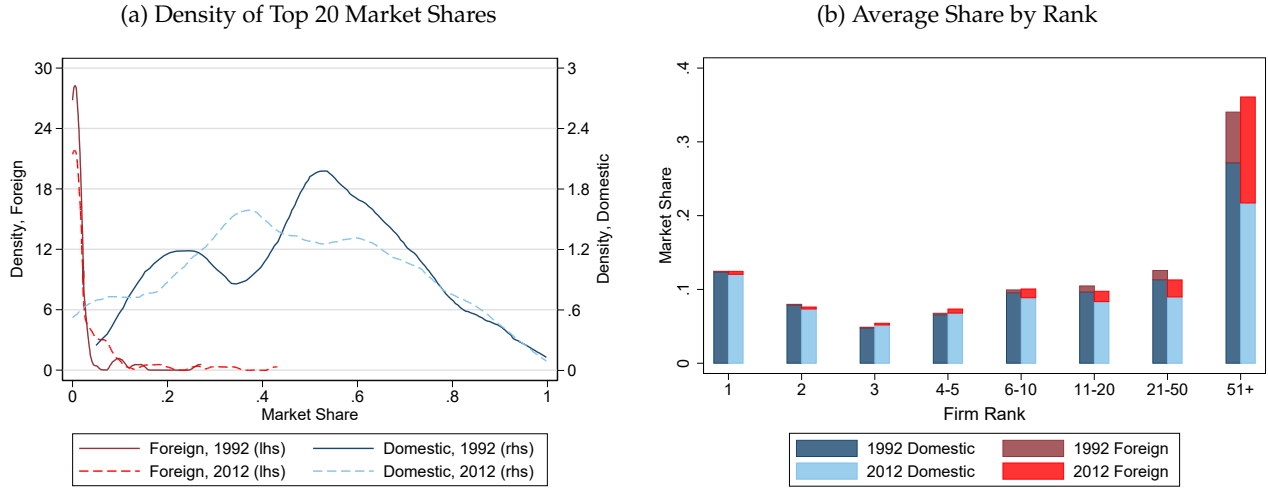 (a) Density of Top 20 Market Shares
30
24
18
12
6
0
Density, Foreign
3
2.4
1.8
1.2
.6
0
Density, Domestic
0 .2 .4 .6 .8 1
Market Share
Foreign, 1992 (lhs) Domestic, 1992 (rhs)
Foreign, 2012 (lhs) Domestic, 2012 (rhs)
(b) Average Share by Rank
.4
.3
.2
.1
0
Market Share
1 2 3 4-5 6-10 11-20 21-50 51+
Firm Rank
1992 Domestic 1992 Foreign
2012 Domestic 2012 Foreign